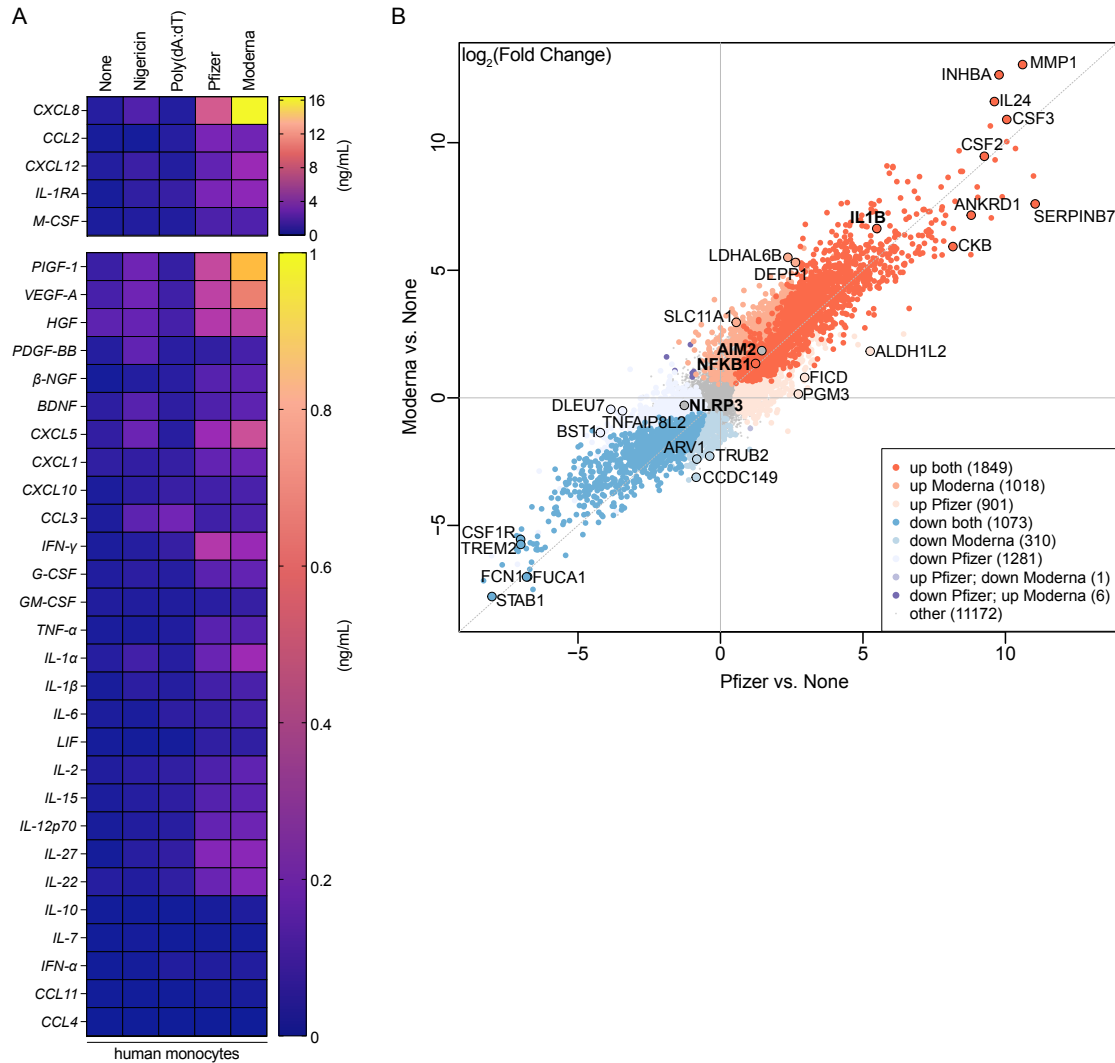 A
None
Nigericin
Poly(dA:dT)
Pfizer
Moderna
CXCL8
CCL2
CXCL12
IL-1RA
M-CSF
16
12
8
4
0
(ng/mL)
PIGF-1
VEGF-A
HGF
PDGF-BB
β-NGF
BDNF
CXCL5
CXCL1
CXCL10
CCL3
IFN-γ
G-CSF
GM-CSF
TNF-α
IL-1α
IL-1β
IL-6
LIF
IL-2
IL-15
IL-12p70
IL-27
IL-22
IL-10
IL-7
IFN-α
CCL11
CCL4
1
0.8
0.6
0.4
0.2
0
(ng/mL)
human monocytes
B
log₂(Fold Change)
MMP1
INHBA
IL24
CSF3
CSF2
ANKRD1
SERPINB7
IL1B
CKB
LDHAL6B
DEPP1
SLC11A1
AIM2
ALDH1L2
NFKB1
FICD
PGM3
NLRP3
DLEU7
TNFAIP8L2
BST1
ARV1
TRUB2
CCDC149
CSF1R
TREM2
FCN1
FUCA1
STAB1
up both (1849)
up Moderna (1018)
up Pfizer (901)
down both (1073)
down Moderna (310)
down Pfizer (1281)
up Pfizer; down Moderna (1)
down Pfizer; up Moderna (6)
other (11172)
10
5
0
−5
Moderna vs. None
−5
0
5
10
Pfizer vs. None